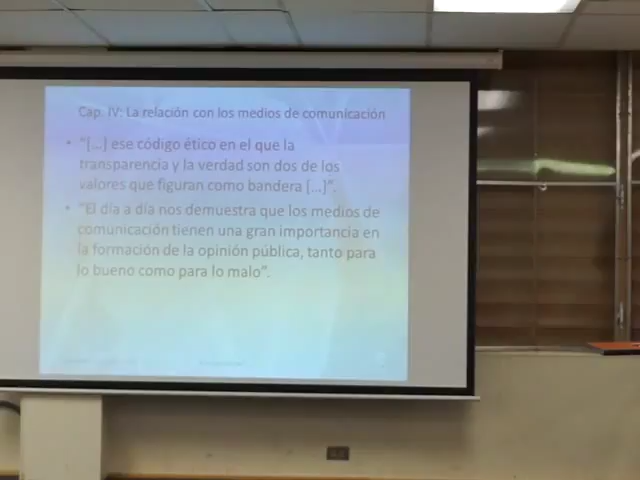 Cap. IV: La relación con los medios de comunicación
• "[...] ese código ético en el que la
transparencia y la verdad son dos de los
valores que figuran como bandera [...]".
• "El día a día nos demuestra que los medios de
comunicación tienen una gran importancia en
la formación de la opinión pública, tanto para
lo bueno como para lo malo".